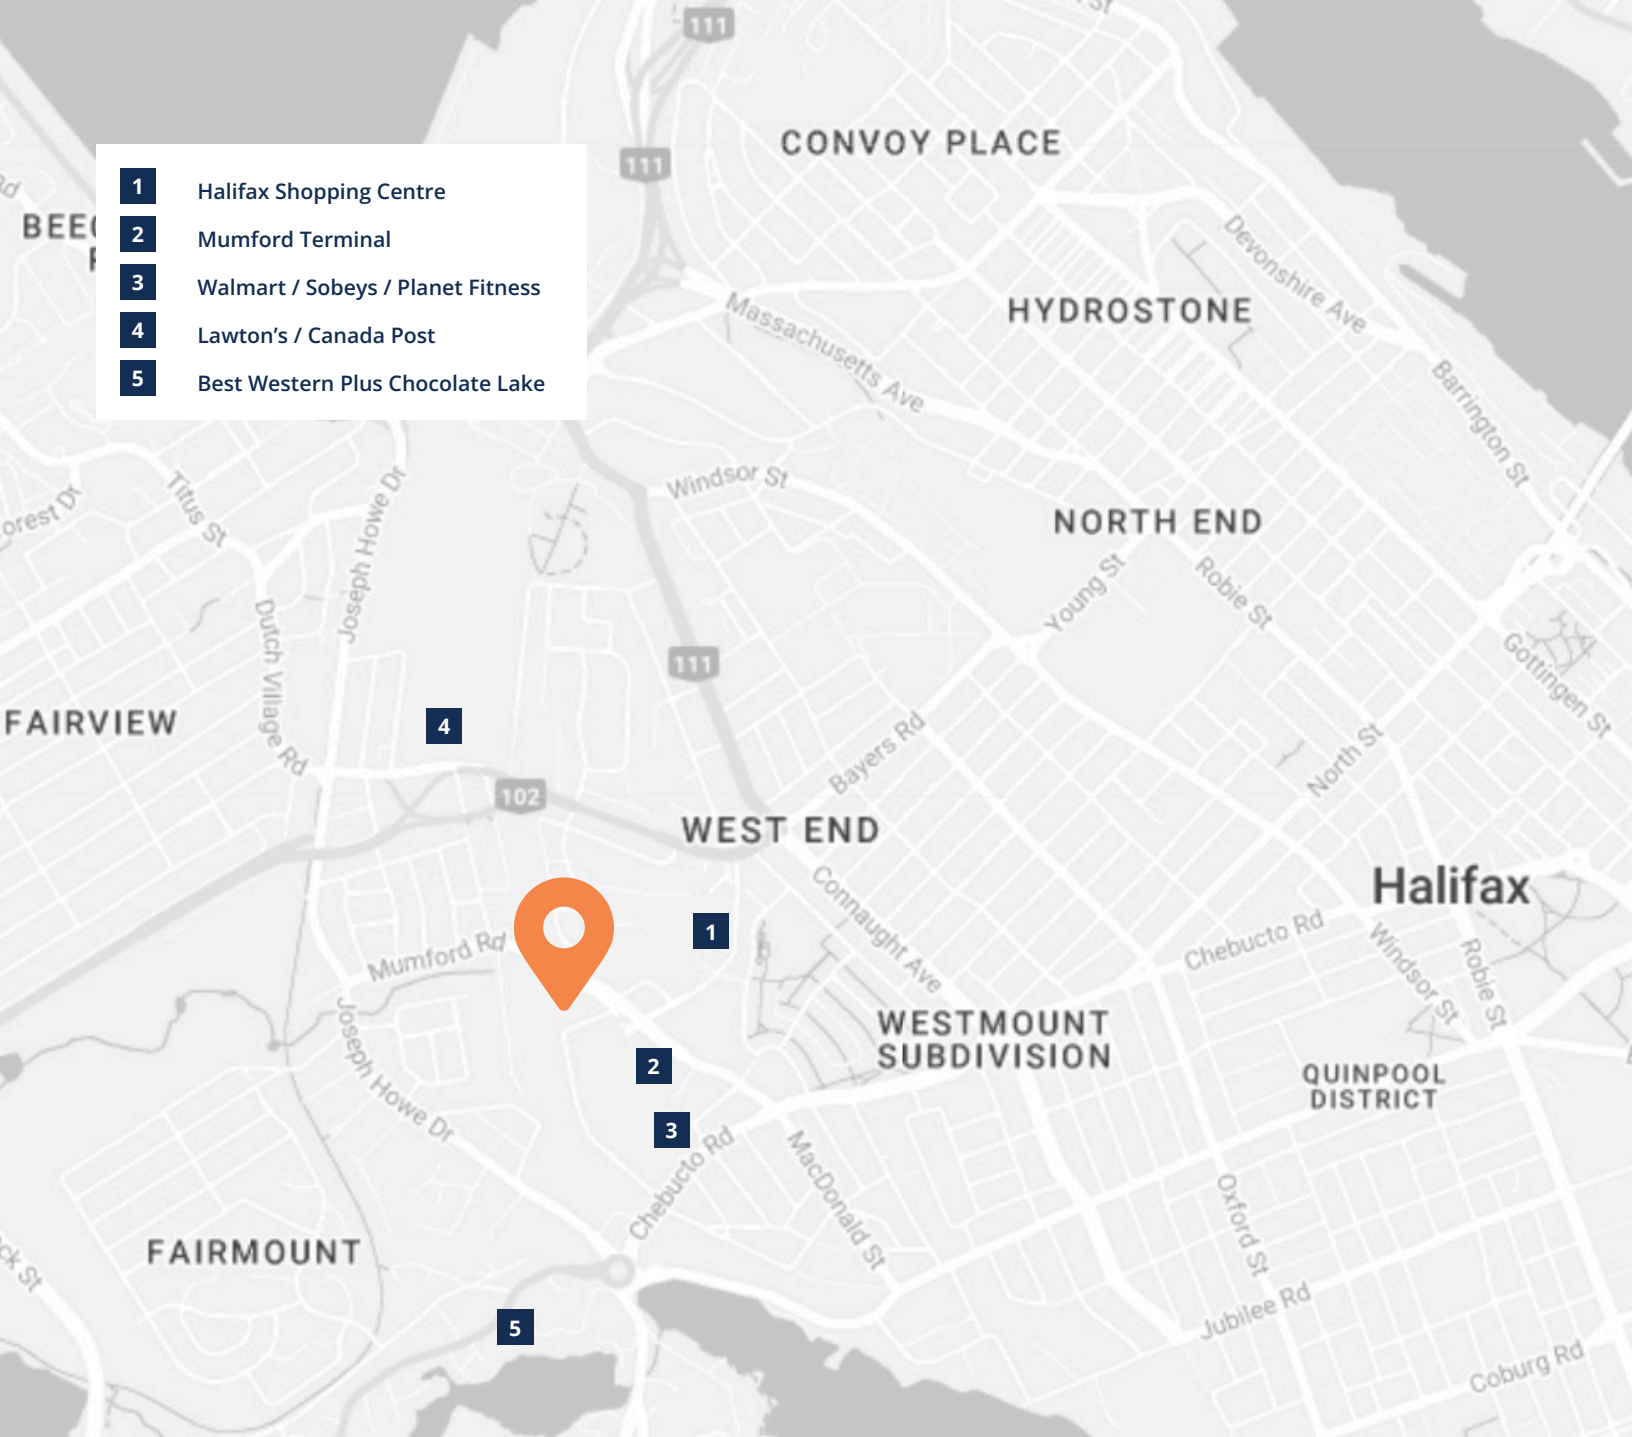 111
St
CONVOY PLACE
111
1 Halifax Shopping Centre
2 Mumford Terminal
3 Walmart / Sobeys / Planet Fitness
4 Lawton’s / Canada Post
5 Best Western Plus Chocolate Lake
Devonshire Ave
HYDROSTONE
Massachusetts Ave
Barrington St
Windsor St
Titus St
Joseph Howe Dr
NORTH END
Young St
Robie St
Dutch Village Rd
Gottingen St
111
FAIRVIEW
4
Bayers Rd
North St
102
WEST END
Halifax
Connaught Ave
1
Mumford Rd
Chebucto Rd
Windsor St
Robie St
Joseph Howe Dr
WESTMOUNT
SUBDIVISION
2
QUINPOOL
DISTRICT
3
Chebucto Rd
MacDonald St
Oxford St
FAIRMOUNT
5
Jubilee Rd
Coburg Rd